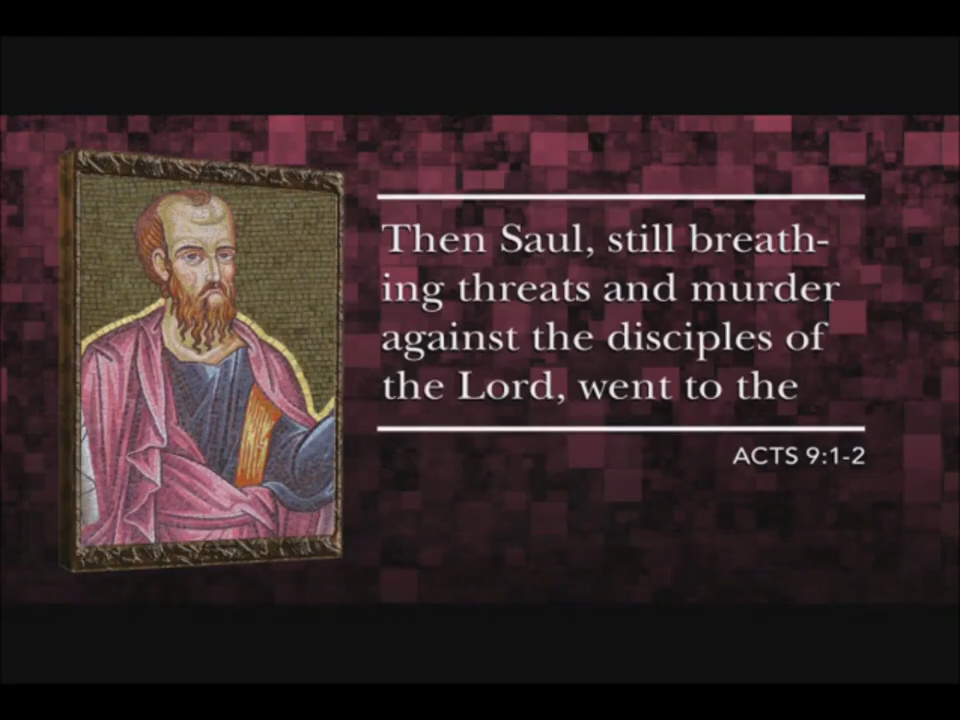 Then Saul, still breath-
ing threats and murder
against the disciples of
the Lord, went to the
ACTS 9:1-2